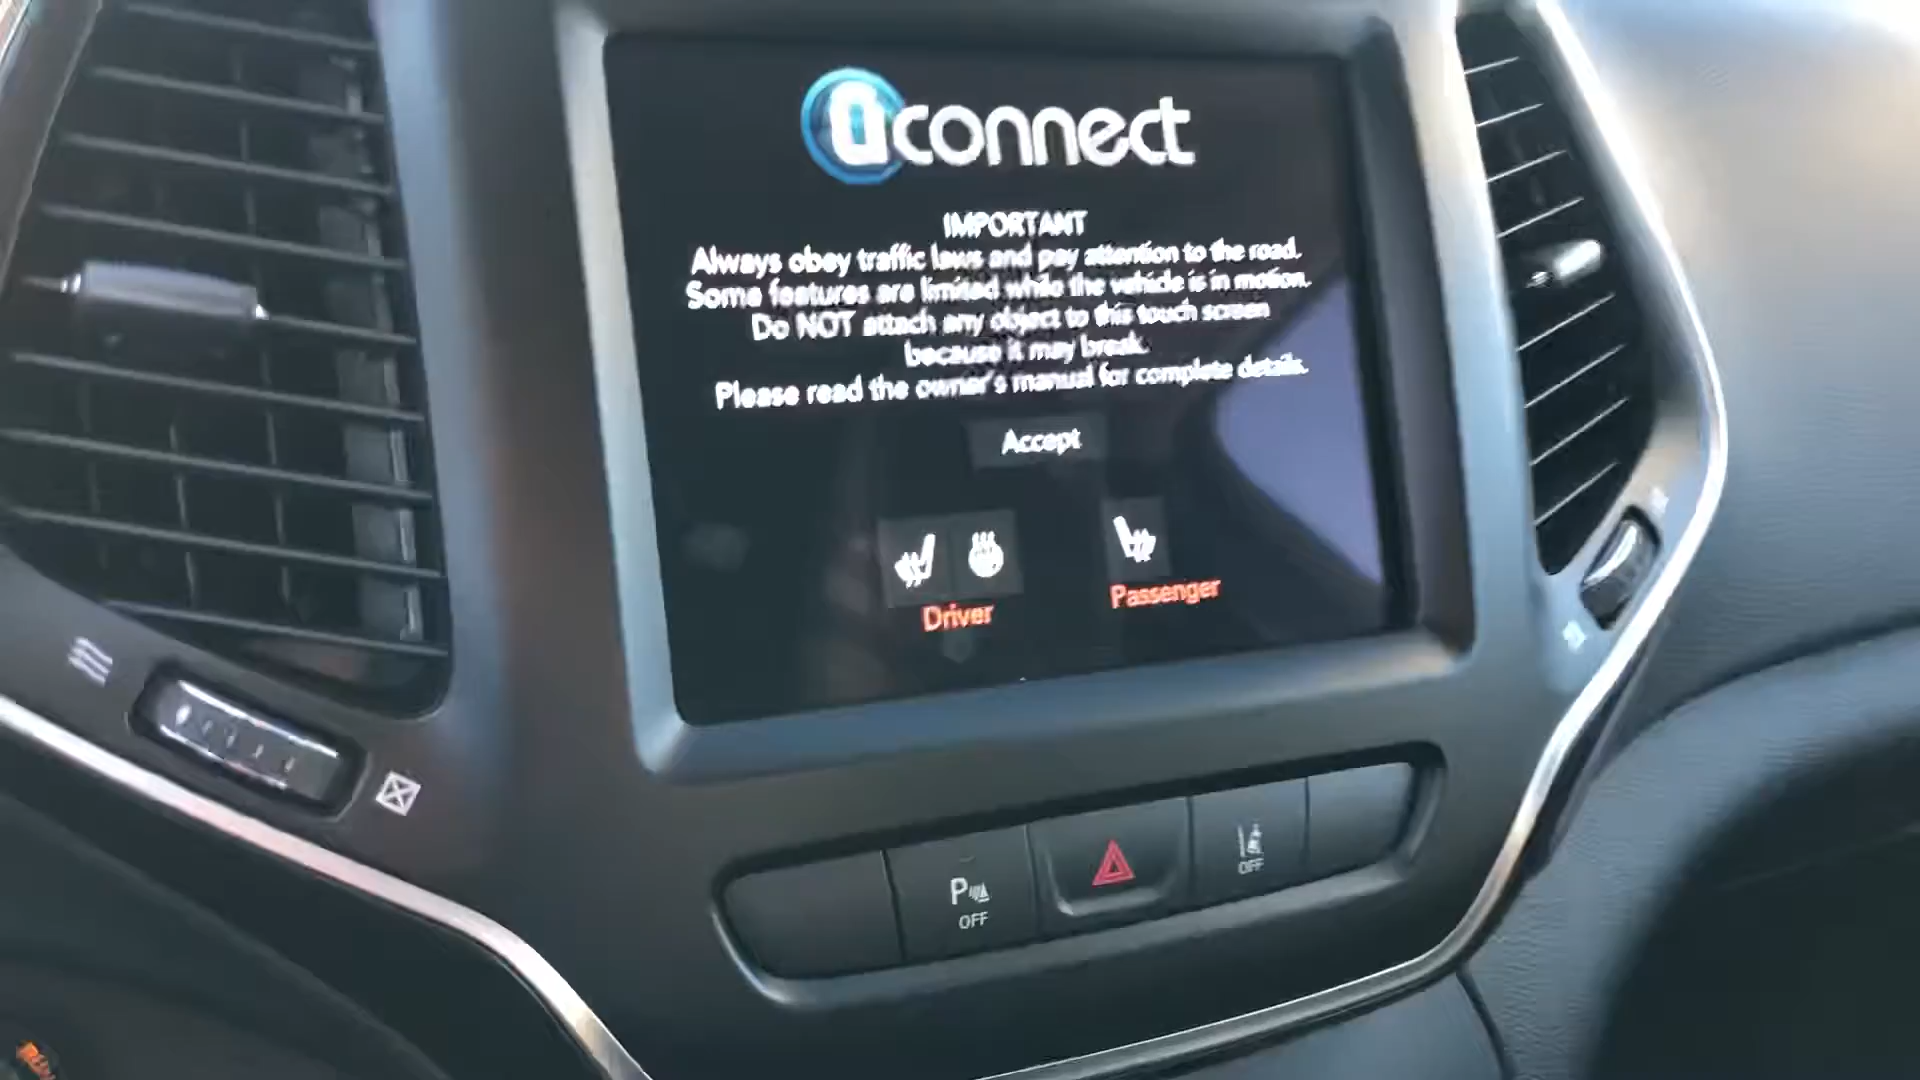 uconnect
IMPORTANT
Always obey traffic laws and pay attention to the road.
Some features are limited while the vehicle is in motion.
Do NOT attach any object to this touch screen
because it may break.
Please read the owner's manual for complete details.
Accept
Driver
Passenger
P
OFF
OFF